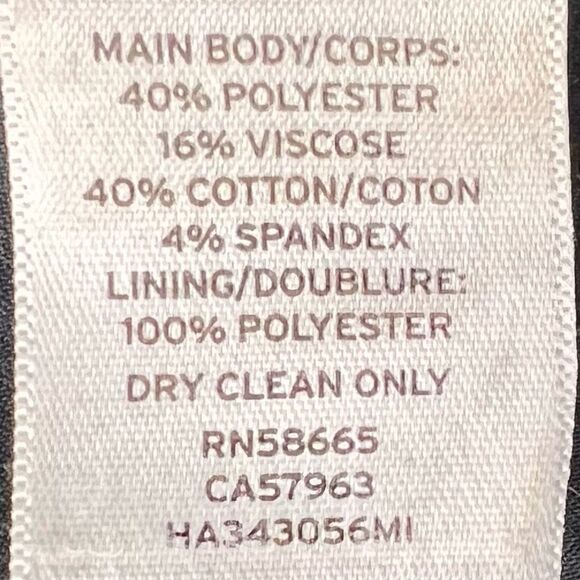 MAIN BODY/CORPS:
40% POLYESTER
16% VISCOSE
40% COTTON/COTON
4% SPANDEX
LINING/DOUBLURE:
100% POLYESTER
DRY CLEAN ONLY
RN58665
CA57963
HA343056MI